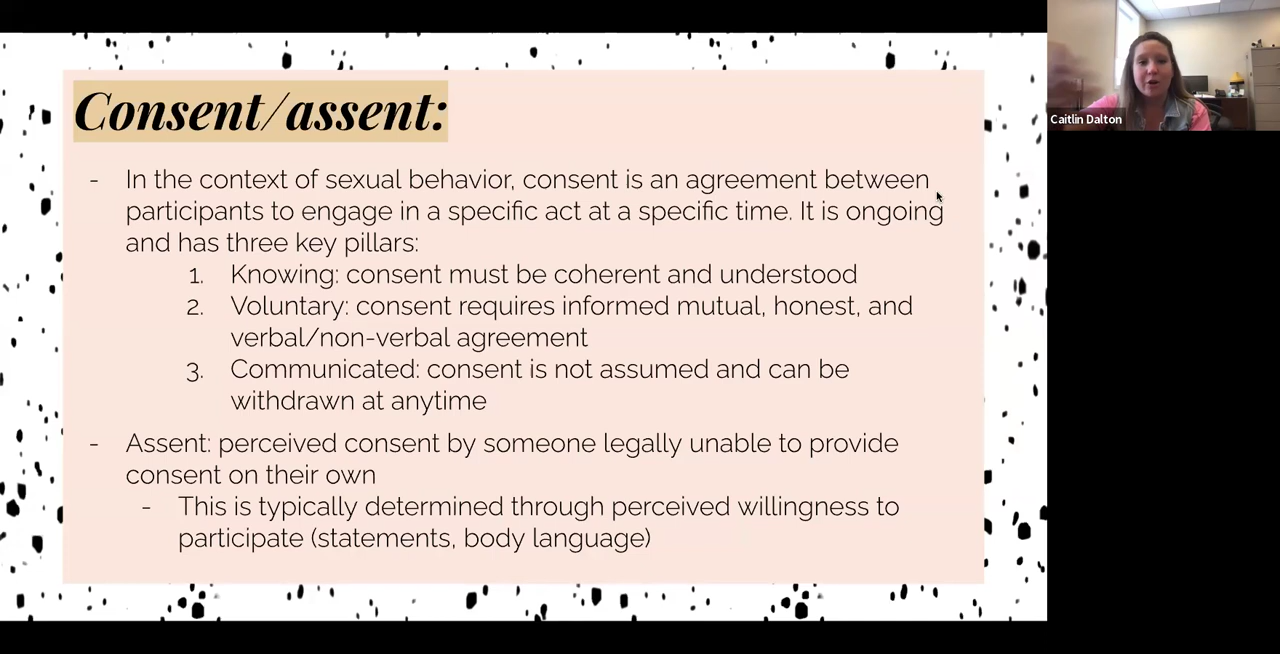 Consent/assent:
- In the context of sexual behavior, consent is an agreement between
participants to engage in a specific act at a specific time. It is ongoing
and has three key pillars:
1. Knowing: consent must be coherent and understood
2. Voluntary: consent requires informed mutual, honest, and
verbal/non-verbal agreement
3. Communicated: consent is not assumed and can be
withdrawn at anytime
- Assent: perceived consent by someone legally unable to provide
consent on their own
- This is typically determined through perceived willingness to
participate (statements, body language)
Caitlin Dalton